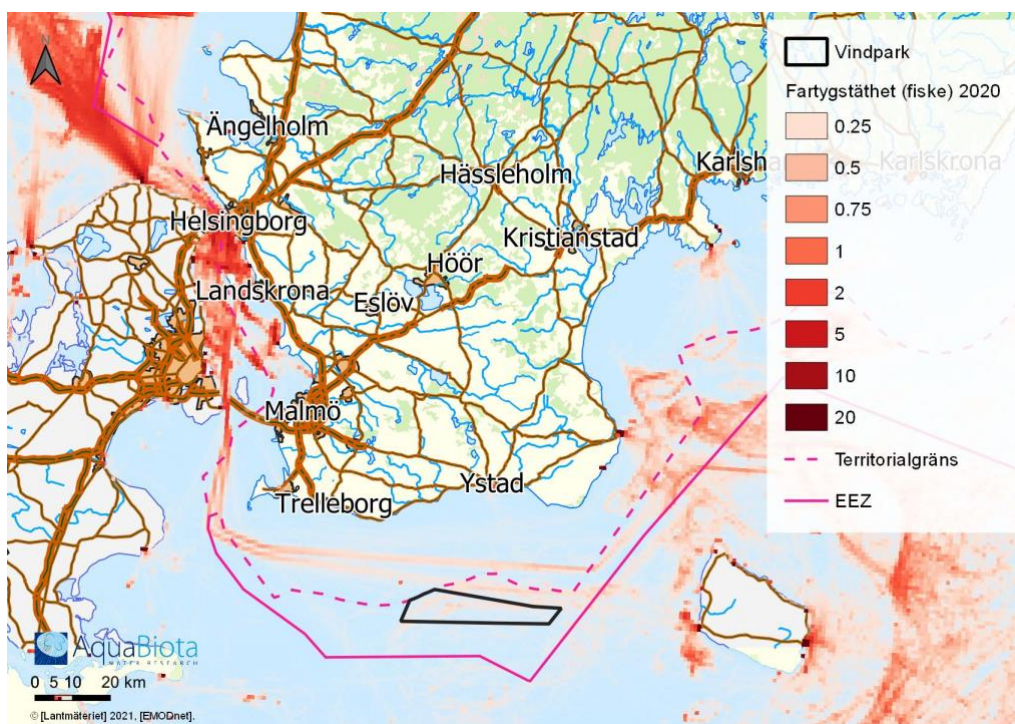 N
Ängelholm
Hässleholm
Karlsh
Karlskrona
Helsingborg
Kristianstad
Höör
Landskrona
Eslöv
Malmö
Ystad
Trelleborg
Vindpark
Fartygstäthet (fiske) 2020
0.25
0.5
0.75
1
2
5
10
20
Territorialgräns
EEZ
AquaBiota
WATER RESEARCH
0 5 10 20 km
© [Lantmäteriet] 2021, [EMODnet].